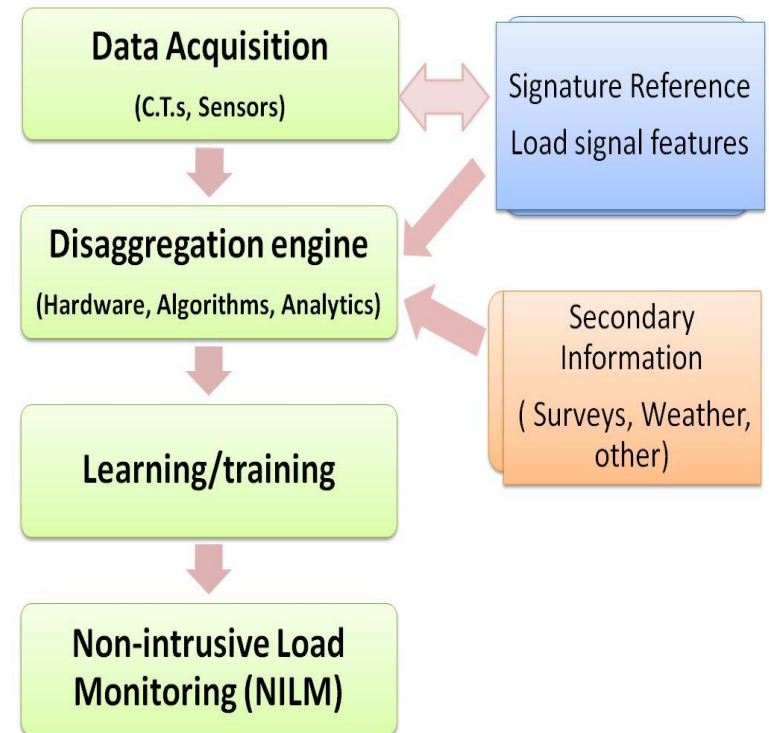 Data Acquisition
(C.T.s, Sensors)
Signature Reference
Load signal features
Disaggregation engine
(Hardware, Algorithms, Analytics)
Secondary
Information
( Surveys, Weather,
other)
Learning/training
Non-intrusive Load
Monitoring (NILM)